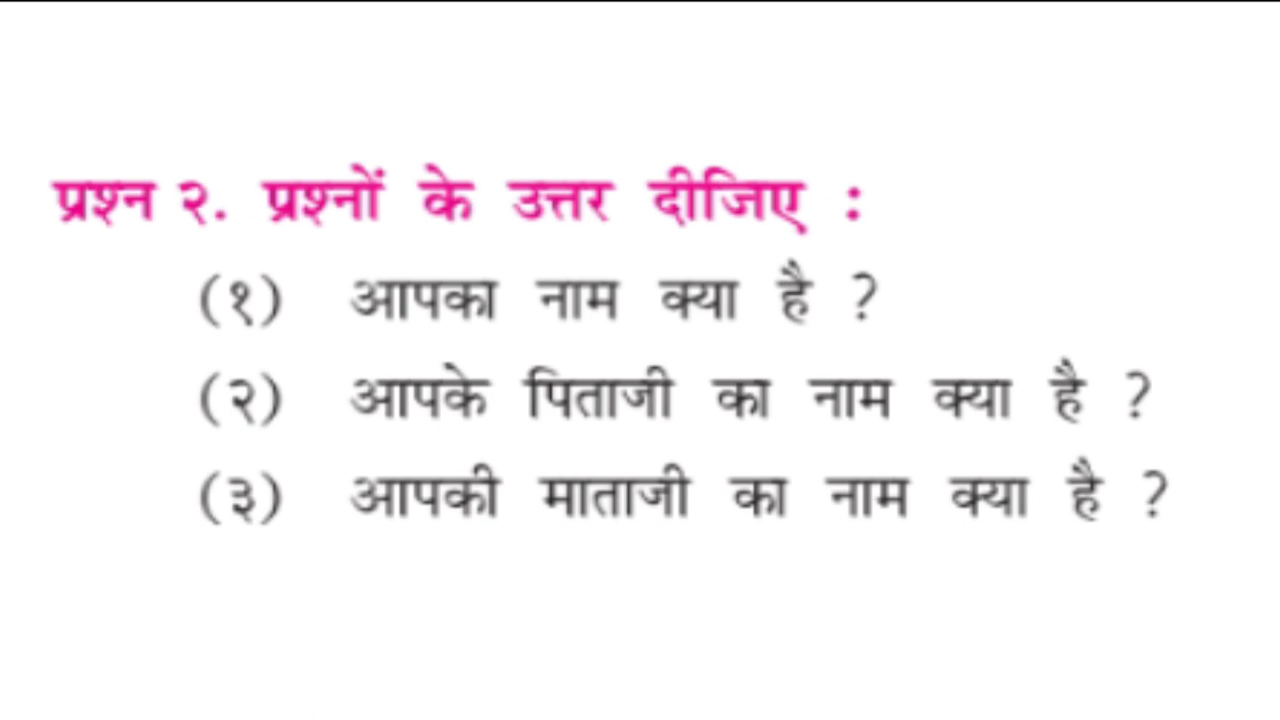 प्रश्न २. प्रश्नों के उत्तर दीजिए :
(१) आपका नाम क्या है ?
(२) आपके पिताजी का नाम क्या है ?
(३) आपकी माताजी का नाम क्या है ?